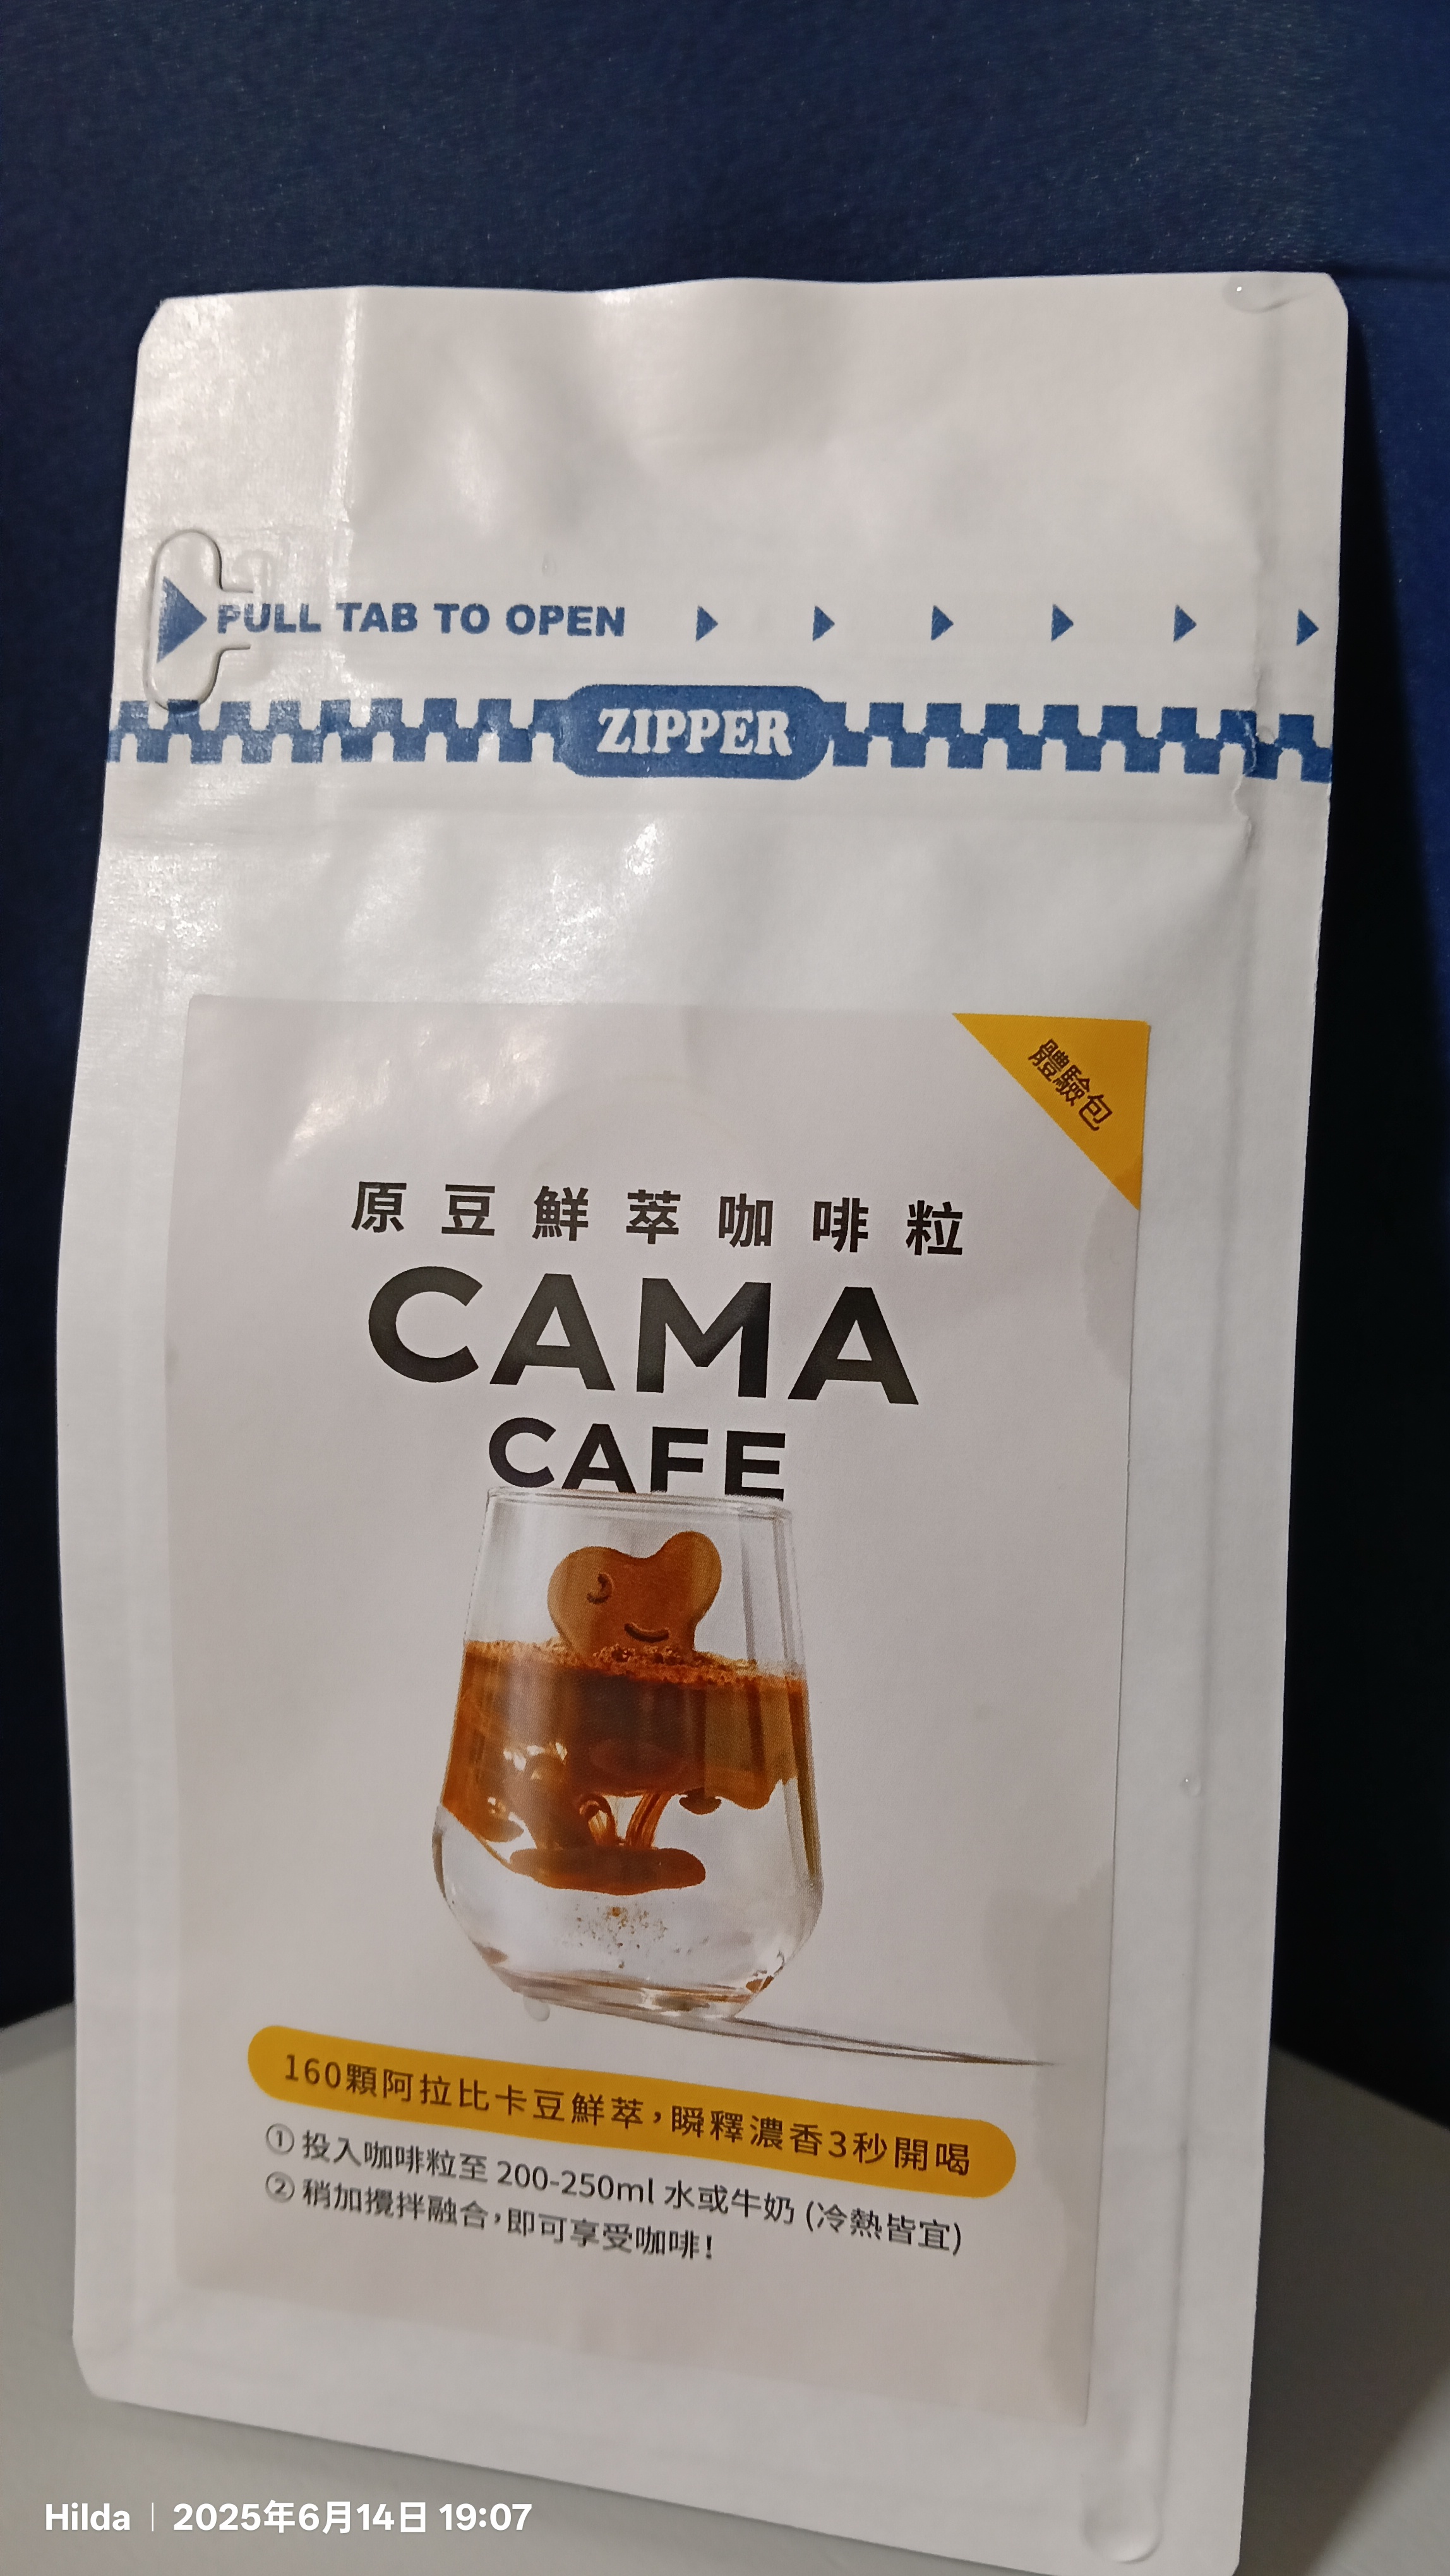 PULL TAB TO OPEN
ZIPPER
體驗包
原豆鮮萃咖啡粒
CAMA
CAFE
160顆阿拉比卡豆鮮萃，瞬釋濃香3秒開喝
① 投入咖啡粒至 200-250ml 水或牛奶 (冷熱皆宜)
② 稍加攪拌融合，即可享受咖啡！
Hilda | 2025年6月14日 19:07